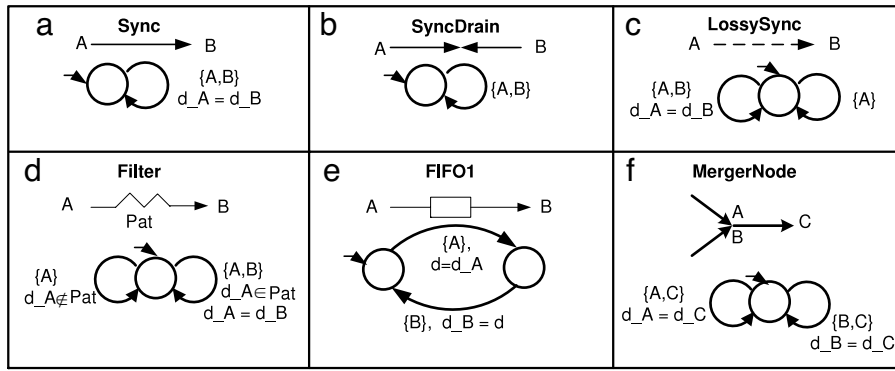 a
Sync
A B
{A,B}
d_A = d_B
b
SyncDrain
A B
{A,B}
c
LossySync
A B
{A,B}
d_A = d_B
{A}
d
Filter
A B
Pat
{A}
d_A∉Pat
{A,B}
d_A∈Pat
d_A = d_B
e
FIFO1
A B
{A},
d=d_A
{B}, d_B = d
f
MergerNode
A
B
C
{A,C}
d_A = d_C
{B,C}
d_B = d_C